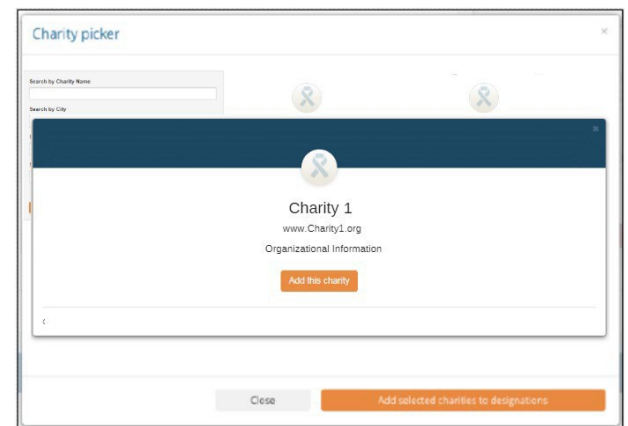 Charity picker
×
Search by Charity Name
Search by City
×
Charity 1
www.Charity1.org
Organizational Information
Add this charity
Close
Add selected charities to designations